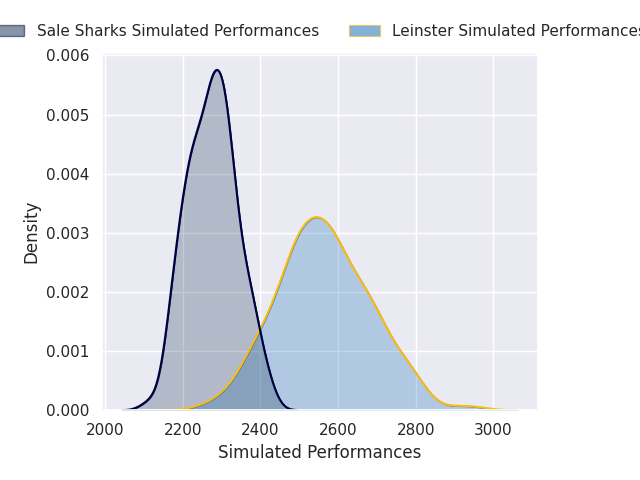 Sale Sharks Simulated Performances Leinster Simulated Performances
0.006
0.005
0.004
0.003
0.002
0.001
0.000
Density
2000 2200 2400 2600 2800 3000
Simulated Performances